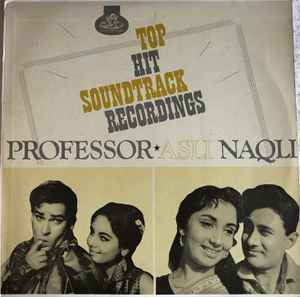 TOP
HIT
SOUNDTRACK
RECORDINGS
PROFESSOR★ASLI NAQLI